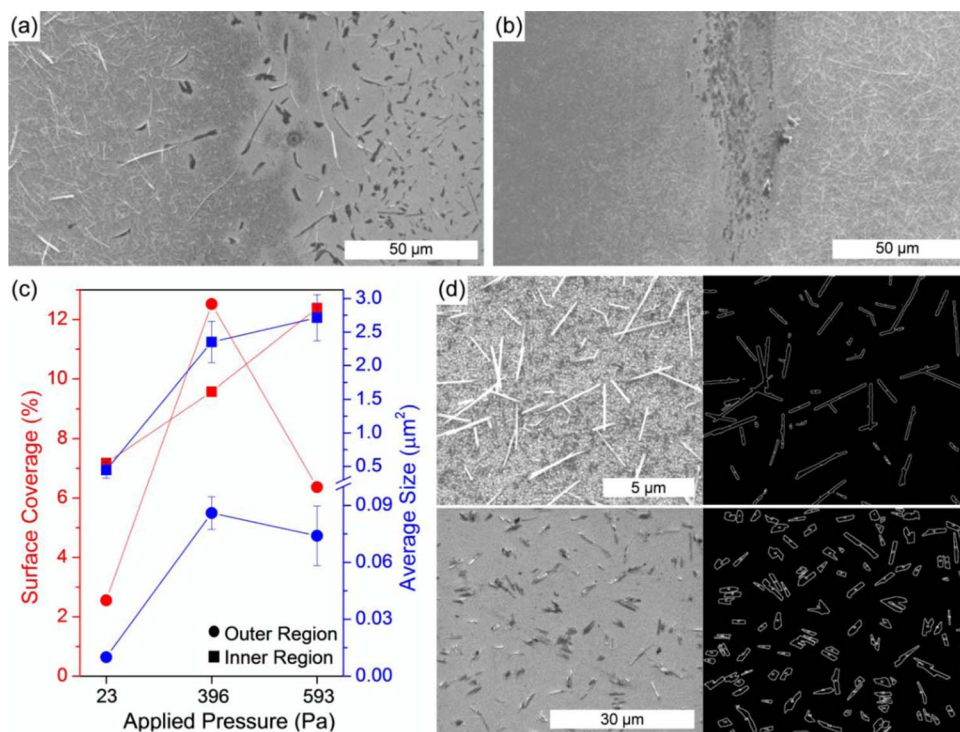 (a)
50 µm
(b)
50 µm
(c)
Surface Coverage (%)
12
10
8
6
4
2
0
3.0
2.5
2.0
1.5
1.0
0.5
0.09
0.06
0.03
0.00
Average Size (µm²)
Outer Region
Inner Region
23
396
593
Applied Pressure (Pa)
(d)
5 µm
30 µm